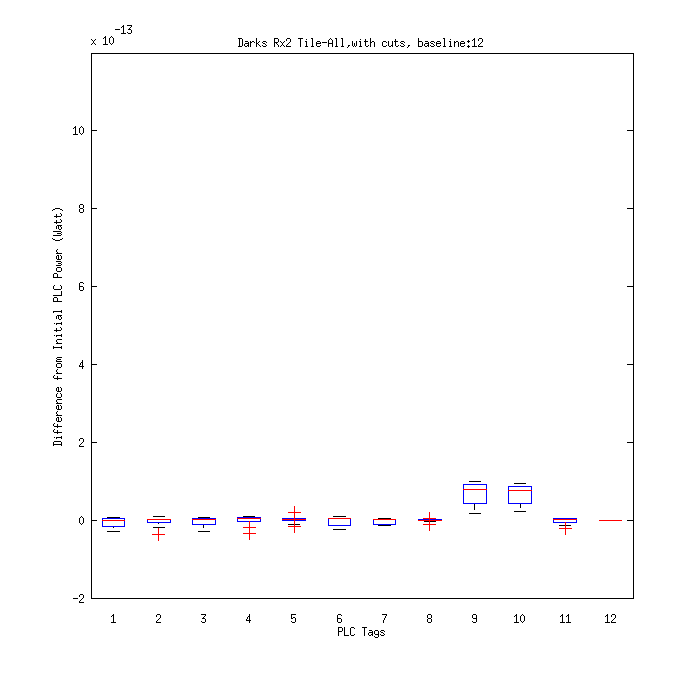 x 10 -13
Darks Rx2 Tile-All,with cuts, baseline:12
Difference from Initial PLC Power (Watt)
10
8
6
4
2
0
-2
1 2 3 4 5 6 7 8 9 10 11 12
PLC Tags